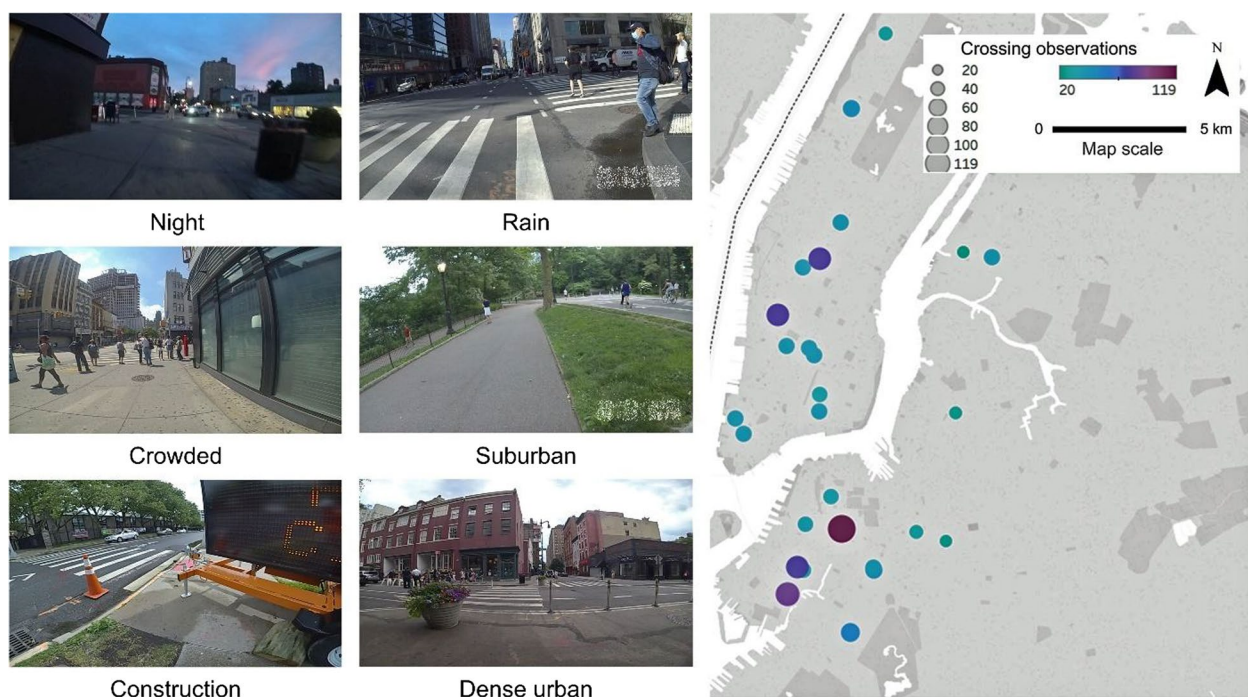 Night
Rain
Crowded
Suburban
Construction
Dense urban
Crossing observations
20
40
60
80
100
119
20 119
N
0 5 km
Map scale